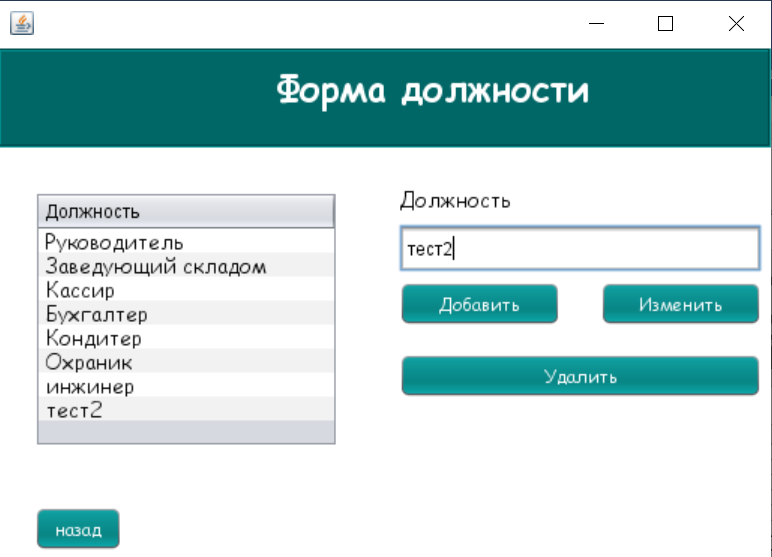 Форма должности
Должность
Руководитель
Заведующий складом
Кассир
Бухгалтер
Кондитер
Охраник
инжинер
тест2
Должность
тест2
Добавить Изменить
Удалить
назад